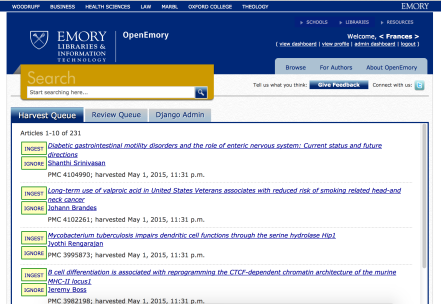 WOODRUFF BUSINESS HEALTH SCIENCES LAW MARBL OXFORD COLLEGE THEOLOGY EMORY
SCHOOLS LIBRARIES RESOURCES
EMORY
LIBRARIES &
INFORMATION
TECHNOLOGY
OpenEmory
Welcome, < Frances >
( view dashboard | view profile | admin dashboard | logout )
Browse For Authors About OpenEmory
Search
Start searching here...
Tell us what you think: Give Feedback Connect with us:
Harvest Queue Review Queue Django Admin
Articles 1-10 of 231
INGEST Diabetic gastrointestinal motility disorders and the role of enteric nervous system: Current status and future
directions
IGNORE Shanthi Srinivasan
PMC 4104990; harvested May 1, 2015, 11:31 p.m.
INGEST Long-term use of valproic acid in United States Veterans associates with reduced risk of smoking related head-and
neck cancer
IGNORE Johann Brandes
PMC 4102261; harvested May 1, 2015, 11:31 p.m.
INGEST Mycobacterium tuberculosis impairs dendritic cell functions through the serine hydrolase Hip1
IGNORE Jyothi Rengarajan
PMC 3995873; harvested May 1, 2015, 11:31 p.m.
INGEST B cell differentiation is associated with reprogramming the CTCF-dependent chromatin architecture of the murine
MHC-II locus1
IGNORE Jeremy Boss
PMC 3982198; harvested May 1, 2015, 11:31 p.m.